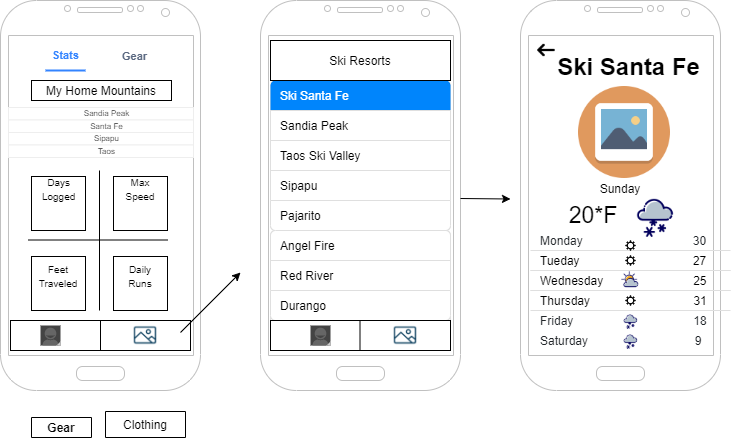 Stats Gear
My Home Mountains
Sandia Peak
Santa Fe
Sipapu
Taos
Days Logged
Max Speed
Feet Traveled
Daily Runs
Gear
Clothing
Ski Resorts
Ski Santa Fe
Sandia Peak
Taos Ski Valley
Sipapu
Pajarito
Angel Fire
Red River
Durango
Ski Santa Fe
Sunday
20*F
Monday 30
Tueday 27
Wednesday 25
Thursday 31
Friday 18
Saturday 9